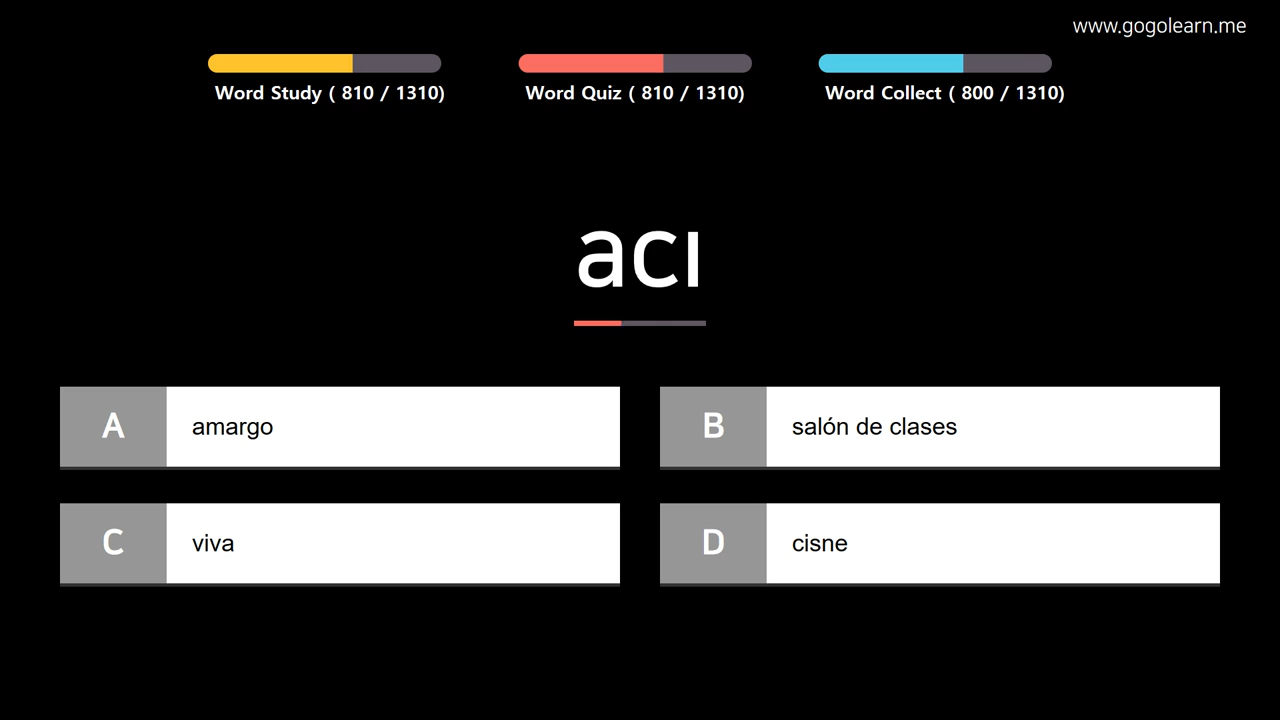 www.gogolearn.me
Word Study ( 810 / 1310)
Word Quiz ( 810 / 1310)
Word Collect ( 800 / 1310)
acı
A
amargo
B
salón de clases
C
viva
D
cisne